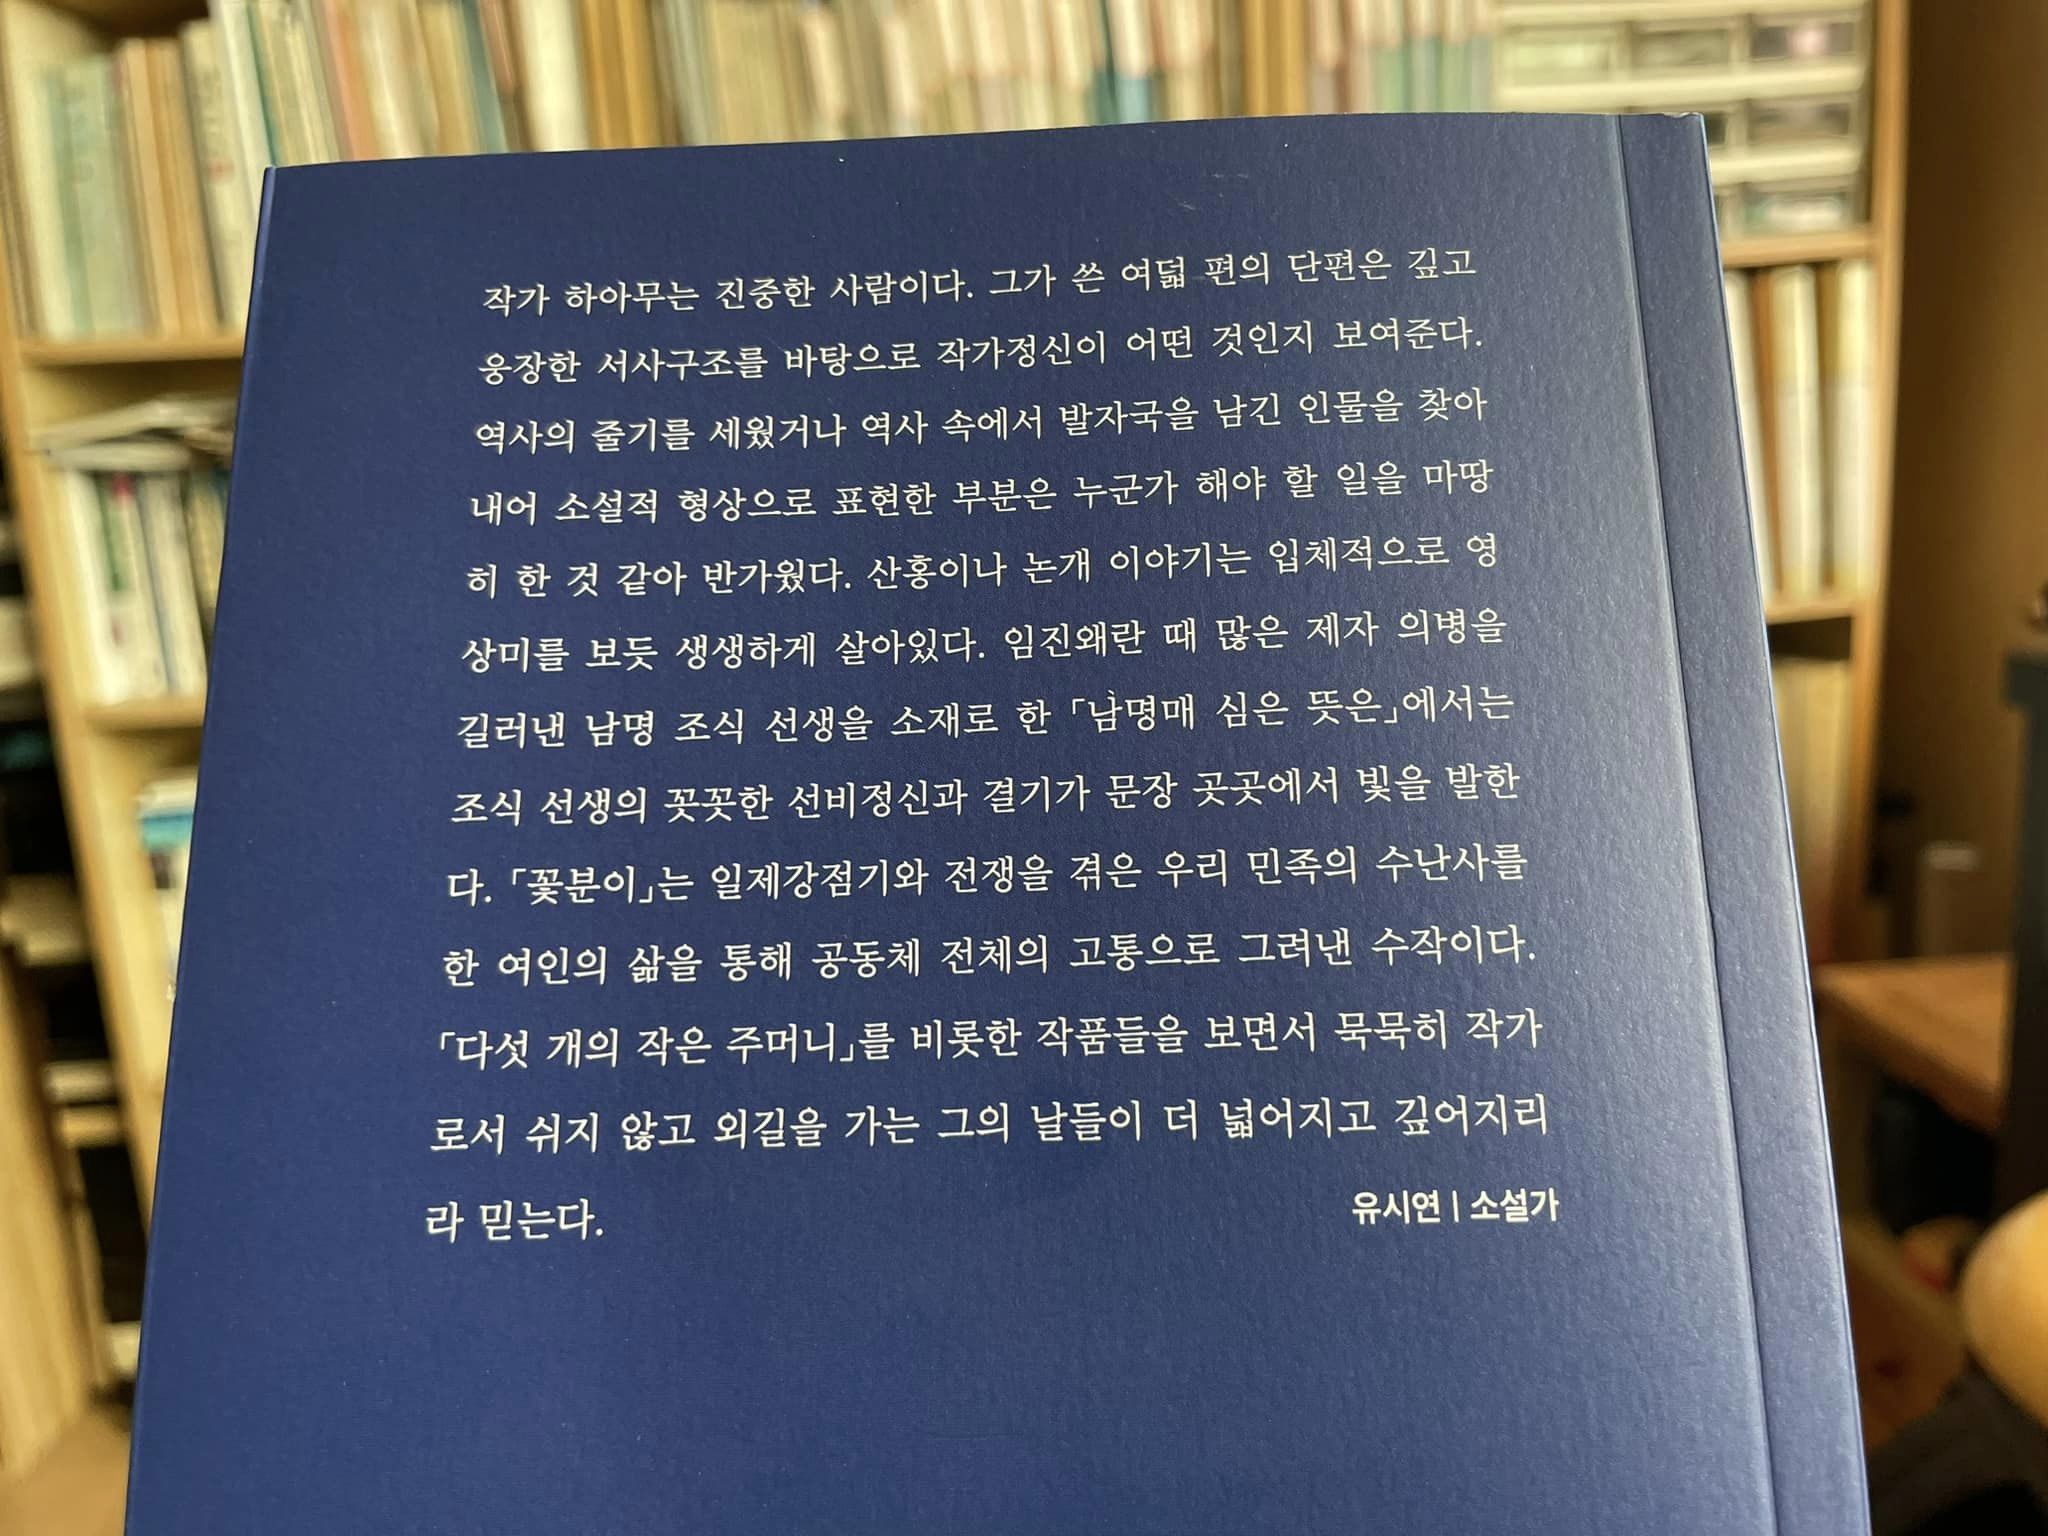 작가 하아무는 진중한 사람이다. 그가 쓴 여덟 편의 단편은 깊고
웅장한 서사구조를 바탕으로 작가정신이 어떤 것인지 보여준다.
역사의 줄기를 세웠거나 역사 속에서 발자국을 남긴 인물을 찾아
내어 소설적 형상으로 표현한 부분은 누군가 해야 할 일을 마땅
히 한 것 같아 반가웠다. 산홍이나 논개 이야기는 입체적으로 영
상미를 보듯 생생하게 살아있다. 임진왜란 때 많은 제자 의병을
길러낸 남명 조식 선생을 소재로 한 「남명매 심은 뜻은」에서는
조식 선생의 꼿꼿한 선비정신과 결기가 문장 곳곳에서 빛을 발한
다. 「꽃분이」는 일제강점기와 전쟁을 겪은 우리 민족의 수난사를
한 여인의 삶을 통해 공동체 전체의 고통으로 그려낸 수작이다.
「다섯 개의 작은 주머니」를 비롯한 작품들을 보면서 묵묵히 작가
로서 쉬지 않고 외길을 가는 그의 날들이 더 넓어지고 깊어지리
라 믿는다.
유시연 | 소설가